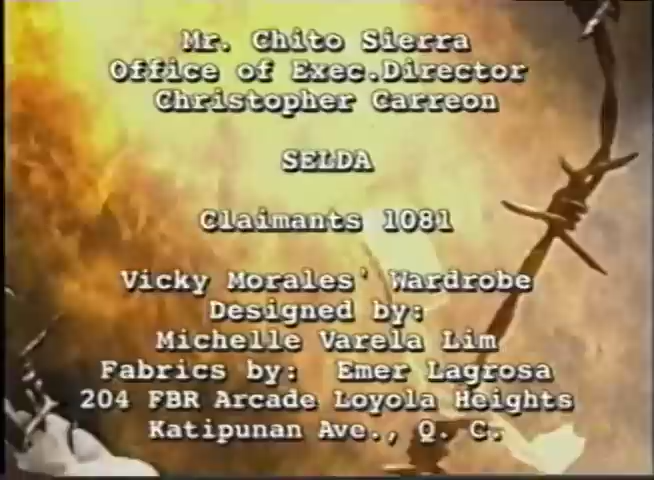 Mr. Chito Sierra
Office of Exec.Director
Christopher Carreon
SELDA
Claimants 1081
Vicky Morales' Wardrobe
Designed by:
Michelle Varela Lim
Fabrics by: Emer Lagrosa
204 FBR Arcade Loyola Heights
Katipunan Ave., Q. C.